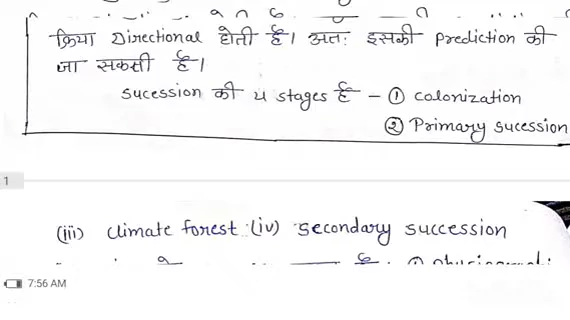 क्रिया Directional होती है। अतः इसकी prediction की
जा सकती है।
sucession की 4 stages है - ① colonization
② Primary sucession
1
(iii) climate forest (iv) secondary succession
7:56 AM